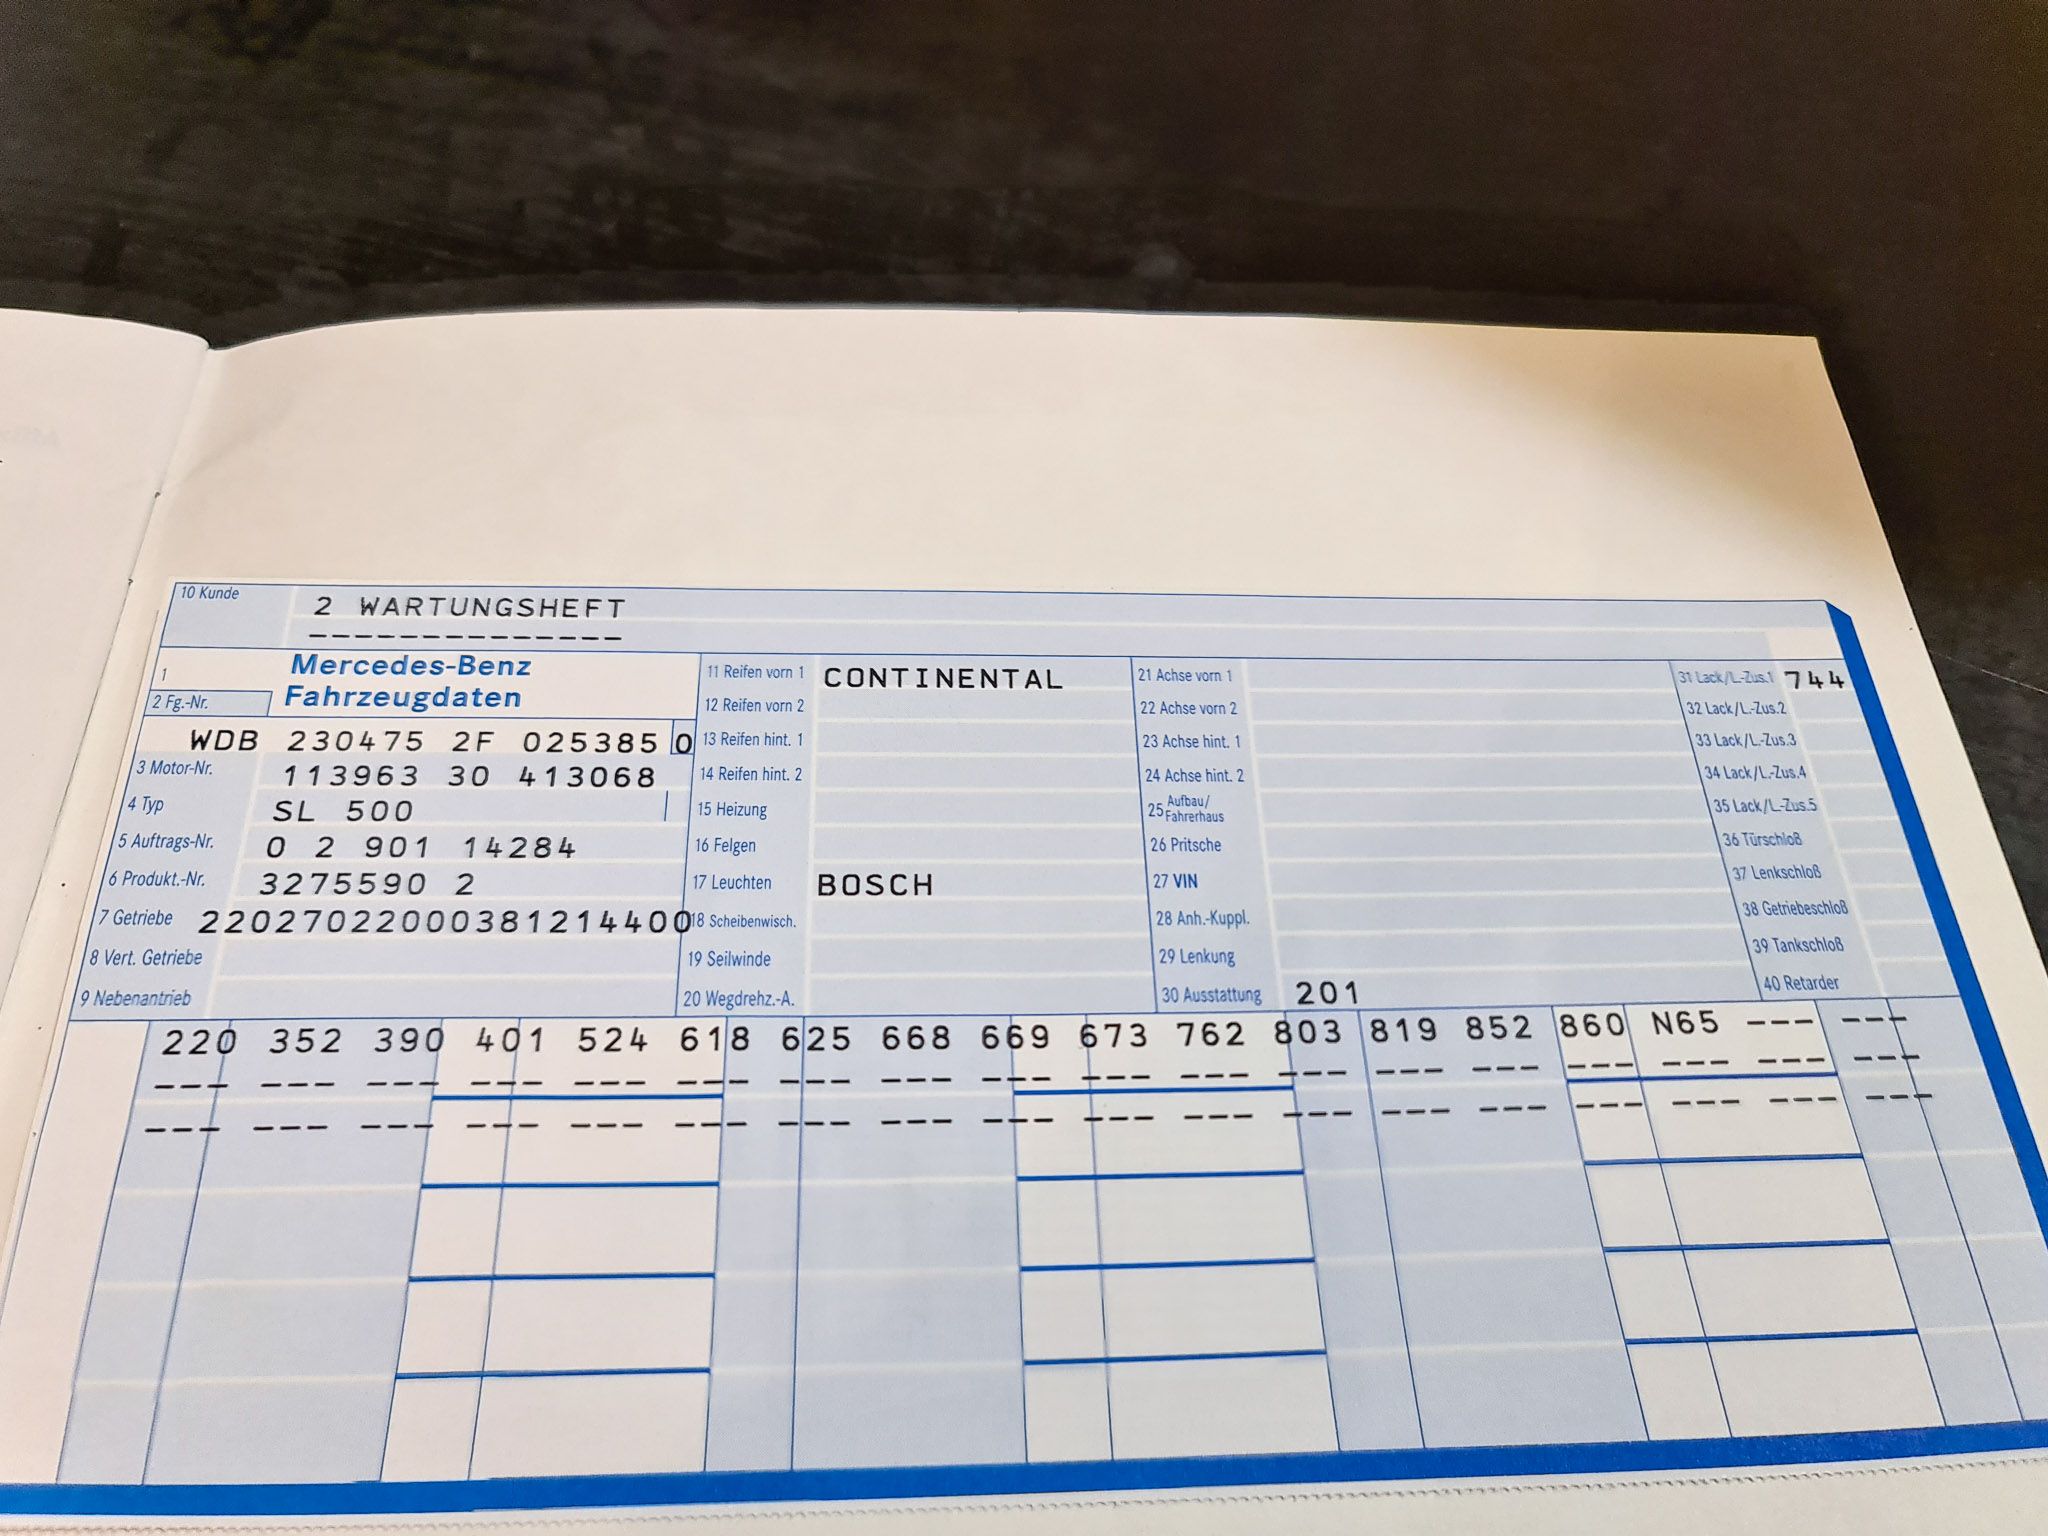 10 Kunde 2 WARTUNGSHEFT
--------------
1 Mercedes-Benz
Fahrzeugdaten
2 Fg.-Nr.
WDB 230475 2F 025385 0
3 Motor-Nr. 113963 30 413068
4 Typ SL 500
5 Auftrags-Nr. 0 2 901 14284
6 Produkt.-Nr. 3275590 2
7 Getriebe 22027022000381214400
8 Vert. Getriebe
9 Nebenantrieb
11 Reifen vorn 1 CONTINENTAL
12 Reifen vorn 2
13 Reifen hint. 1
14 Reifen hint. 2
15 Heizung
16 Felgen
17 Leuchten BOSCH
18 Scheibenwisch.
19 Seilwinde
20 Wegdrehz.-A.
21 Achse vorn 1
22 Achse vorn 2
23 Achse hint. 1
24 Achse hint. 2
25 Aufbau/
Fahrerhaus
26 Pritsche
27 VIN
28 Anh.-Kuppl.
29 Lenkung
30 Ausstattung 201
31 Lack/L.-Zus.1 744
32 Lack/L.-Zus.2
33 Lack/L.-Zus.3
34 Lack/L.-Zus.4
35 Lack/L.-Zus.5
36 Türschloß
37 Lenkschloß
38 Getriebeschloß
39 Tankschloß
40 Retarder
220 352 390 401 524 618 625 668 669 673 762 803 819 852 860 N65 --- ---
--- --- --- --- --- --- --- --- --- --- --- --- --- --- --- --- --- ---
--- --- --- --- --- --- --- --- --- --- --- --- --- --- --- --- --- ---